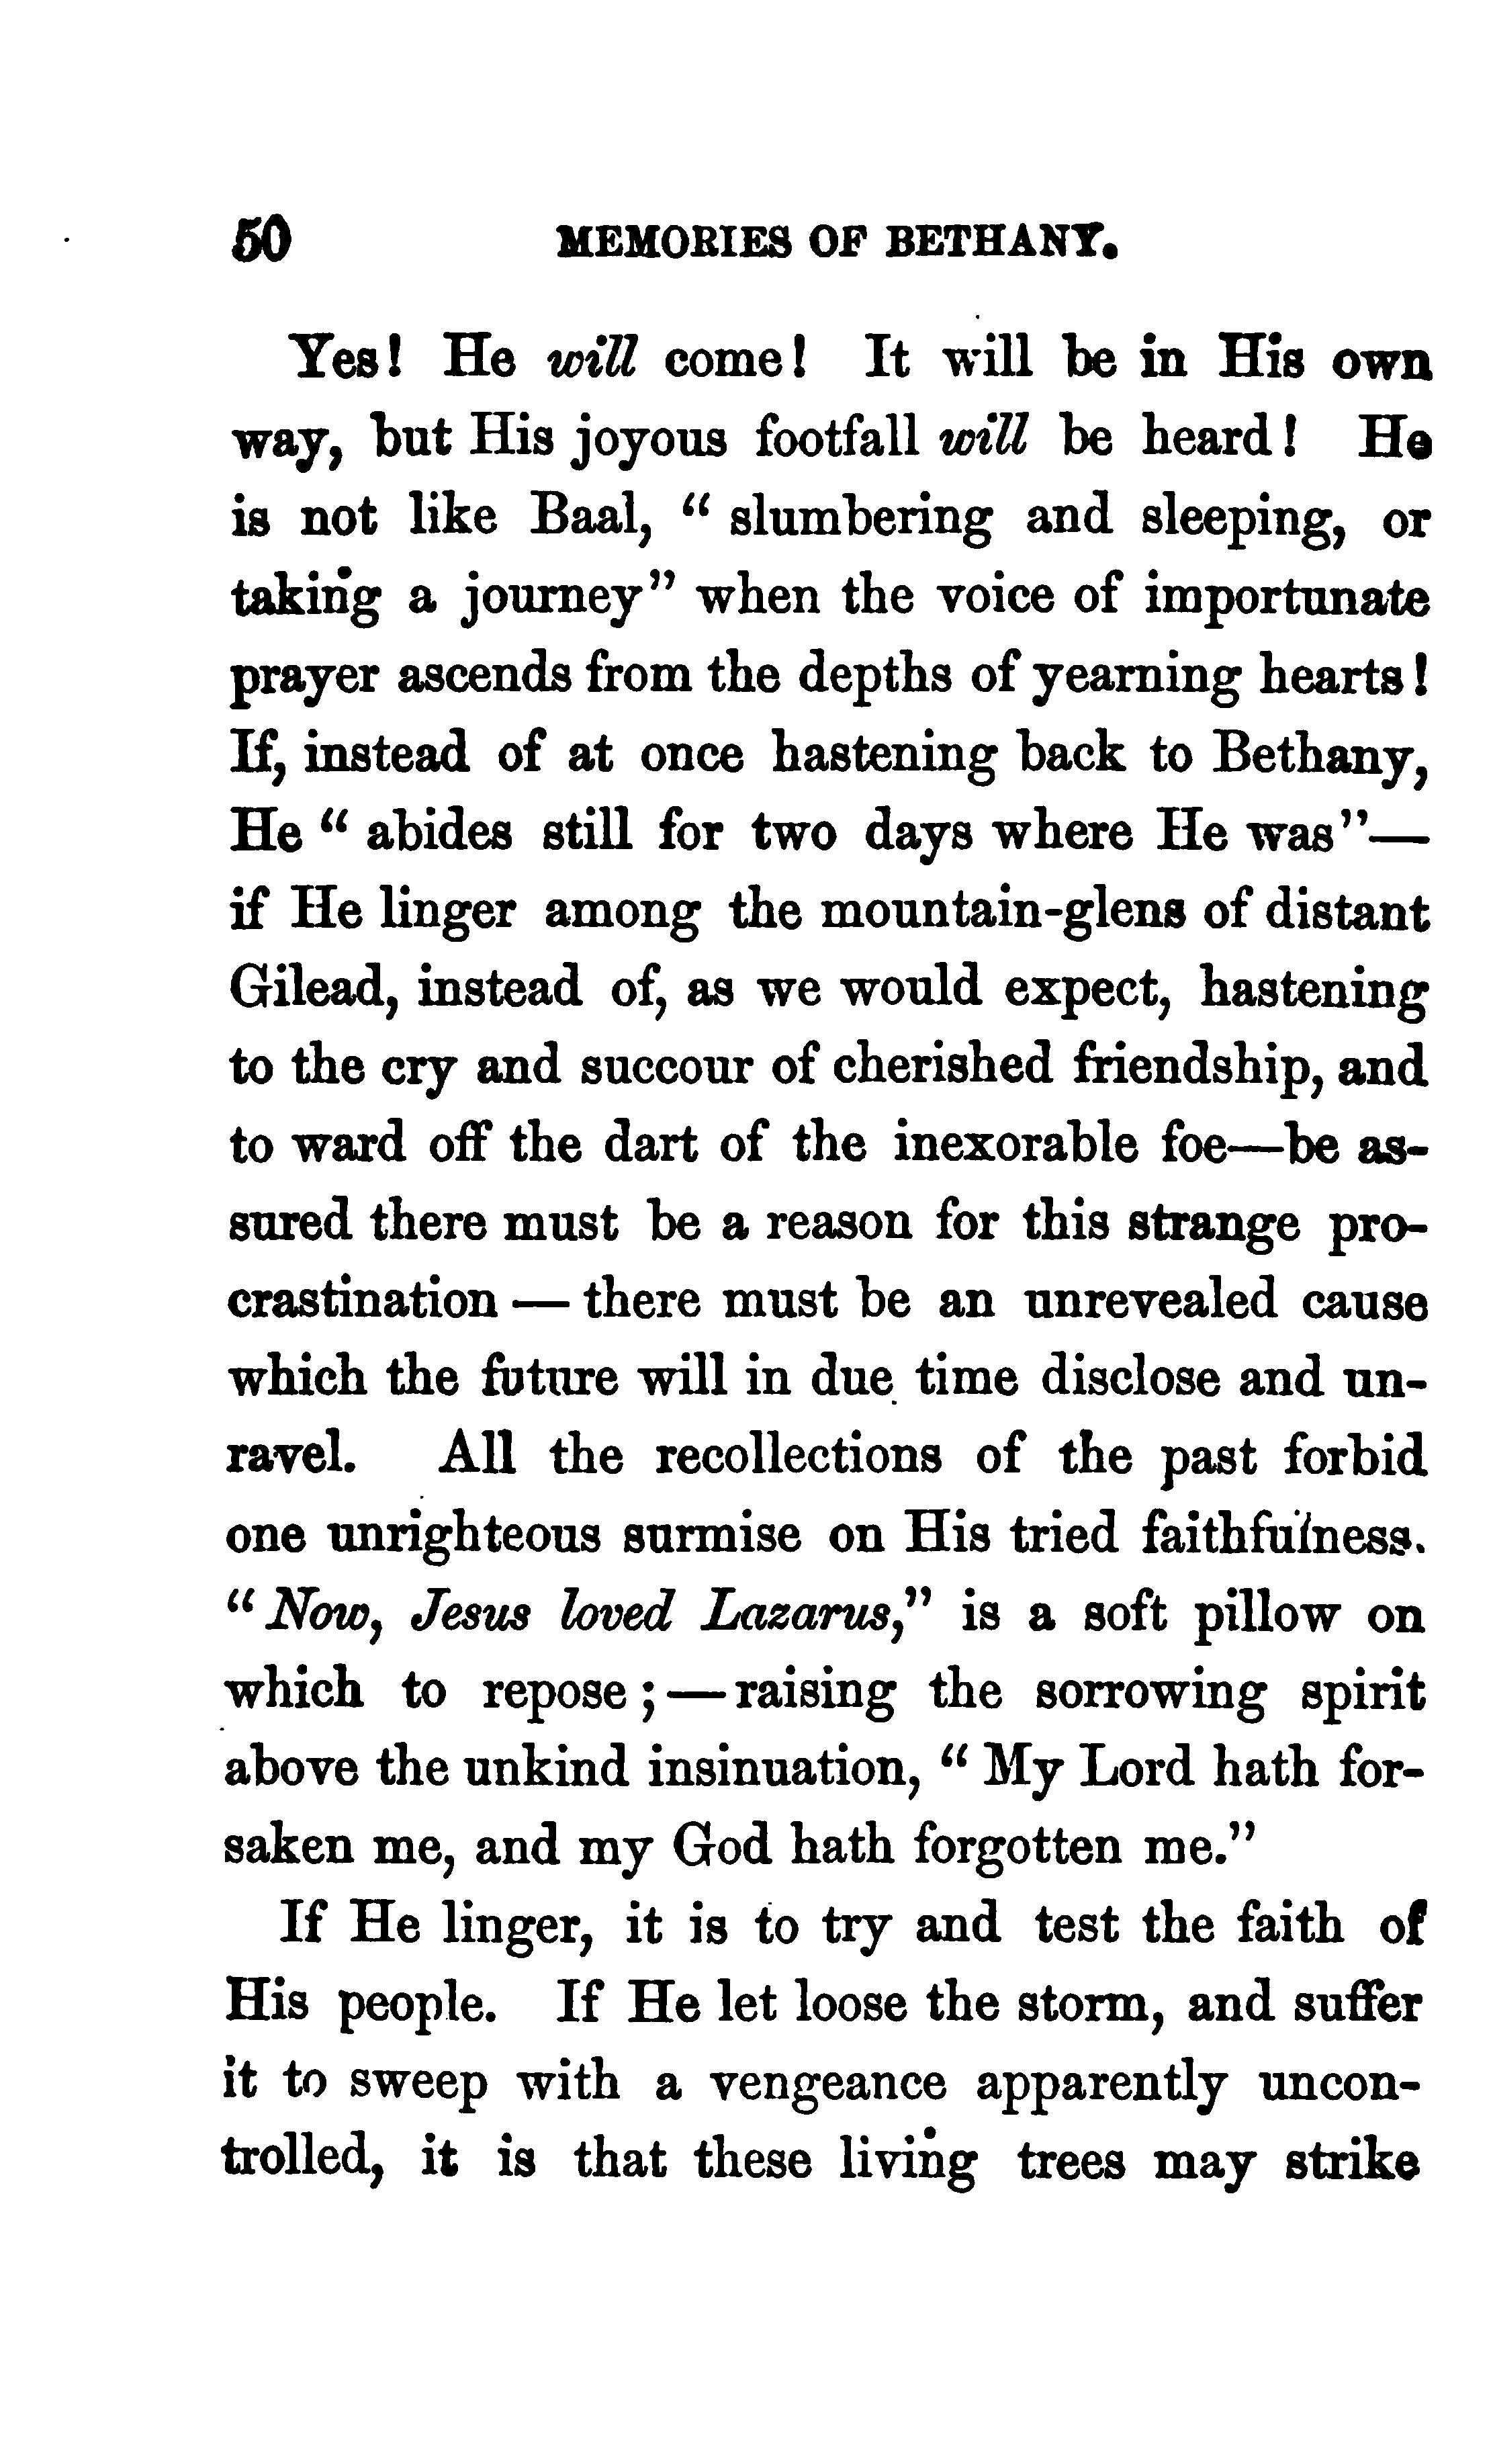 50 MEMORIES OF BETHANY.
Yes! He will come! It will be in His own
way, but His joyous footfall will be heard! He
is not like Baal, “slumbering and sleeping, or
taking a journey” when the voice of importunate
prayer ascends from the depths of yearning hearts!
If, instead of at once hastening back to Bethany,
He “abides still for two days where He was”—
if He linger among the mountain-glens of distant
Gilead, instead of, as we would expect, hastening
to the cry and succour of cherished friendship, and
to ward off the dart of the inexorable foe—be as-
sured there must be a reason for this strange pro-
crastination — there must be an unrevealed cause
which the future will in due time disclose and un-
ravel. All the recollections of the past forbid
one unrighteous surmise on His tried faithfulness.
“Now, Jesus loved Lazarus,” is a soft pillow on
which to repose;—raising the sorrowing spirit
above the unkind insinuation, “My Lord hath for-
saken me, and my God hath forgotten me.”
If He linger, it is to try and test the faith of
His people. If He let loose the storm, and suffer
it to sweep with a vengeance apparently uncon-
trolled, it is that these living trees may strike